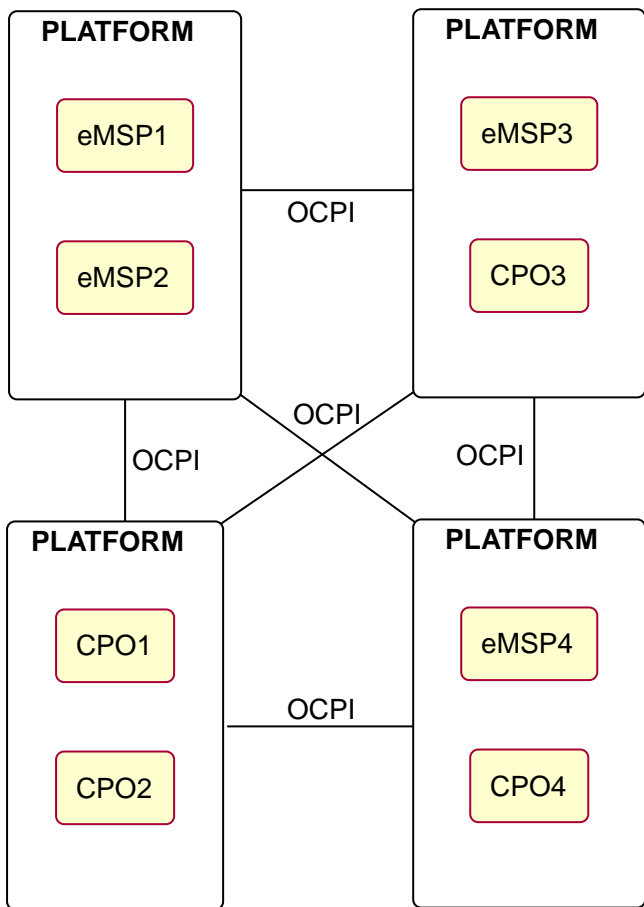 PLATFORM
eMSP1
eMSP2
PLATFORM
eMSP3
CPO3
OCPI
OCPI
OCPI
OCPI
PLATFORM
CPO1
CPO2
PLATFORM
eMSP4
CPO4
OCPI